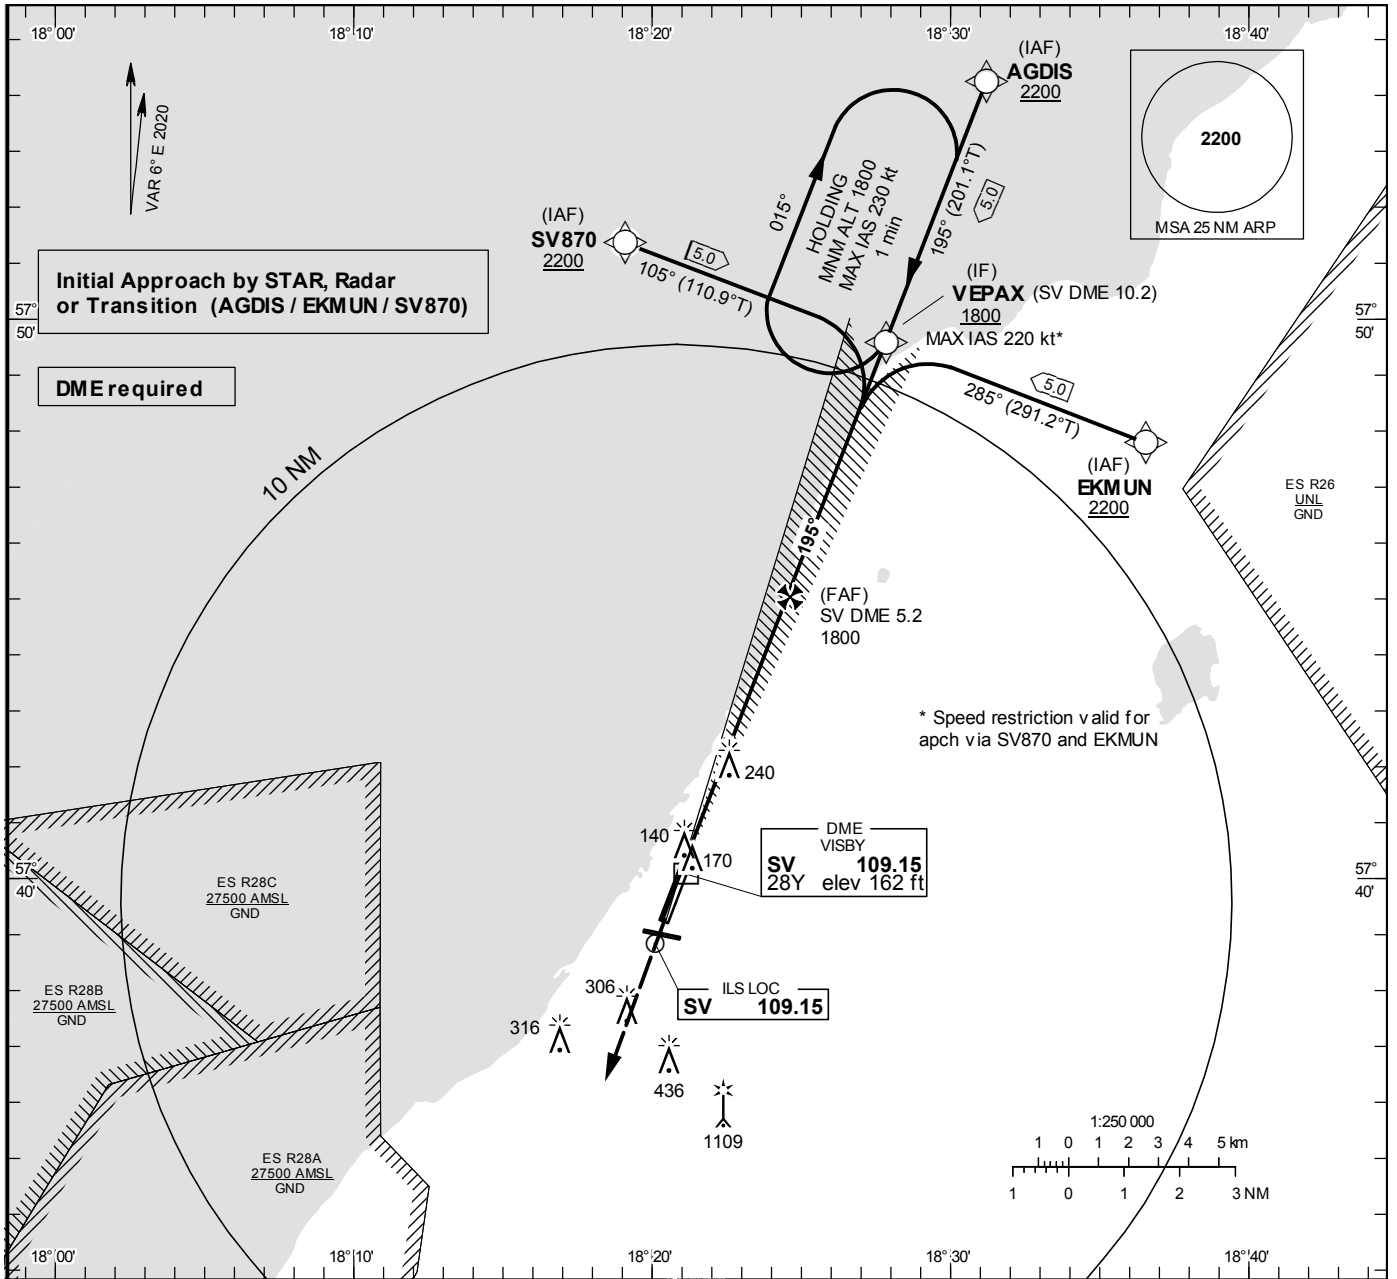 18°00'
18°10'
18°20'
18°30'
18°40'
VAR 6° E 2020
(IAF)
AGDIS
2200
2200
MSA 25 NM ARP
HOLDING
MNM ALT 1800
MAX IAS 230 kt
1 min
015°
195° (201.1°T)
5.0
(IAF)
SV870
2200
5.0
105° (110.9°T)
Initial Approach by STAR, Radar
or Transition (AGDIS / EKMUN / SV870)
(IF)
VEPAX (SV DME 10.2)
1800
MAX IAS 220 kt*
57°
50'
57°
50'
DME required
5.0
285° (291.2°T)
(IAF)
EKMUN
2200
10 NM
ES R26
UNL
GND
195°
(FAF)
SV DME 5.2
1800
* Speed restriction valid for
apch via SV870 and EKMUN
240
140
170
DME
VISBY
SV 109.15
28Y elev 162 ft
57°
40'
57°
40'
ES R28C
27500 AMSL
GND
ES R28B
27500 AMSL
GND
306
ILS LOC
SV 109.15
316
436
1109
ES R28A
27500 AMSL
GND
1:250 000
1 0 1 2 3 4 5 km
1 0 1 2 3 NM
18°00'
18°10'
18°20'
18°30'
18°40'